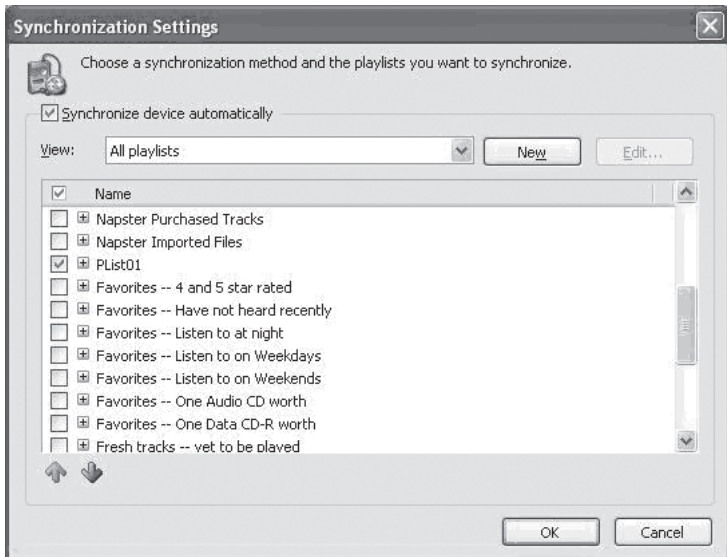 Synchronization Settings
Choose a synchronization method and the playlists you want to synchronize.
Synchronize device automatically
View: All playlists New Edit...
Name
Napster Purchased Tracks
Napster Imported Files
PList01
Favorites -- 4 and 5 star rated
Favorites -- Have not heard recently
Favorites -- Listen to at night
Favorites -- Listen to on Weekdays
Favorites -- Listen to on Weekends
Favorites -- One Audio CD worth
Favorites -- One Data CD-R worth
Fresh tracks -- yet to be played
OK Cancel